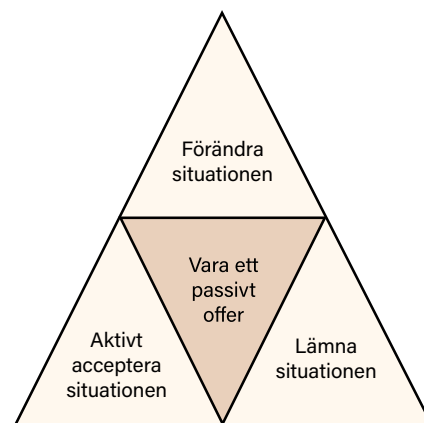 Förändra
situationen
Vara ett
passivt
offer
Aktivt
acceptera
situationen
Lämna
situationen